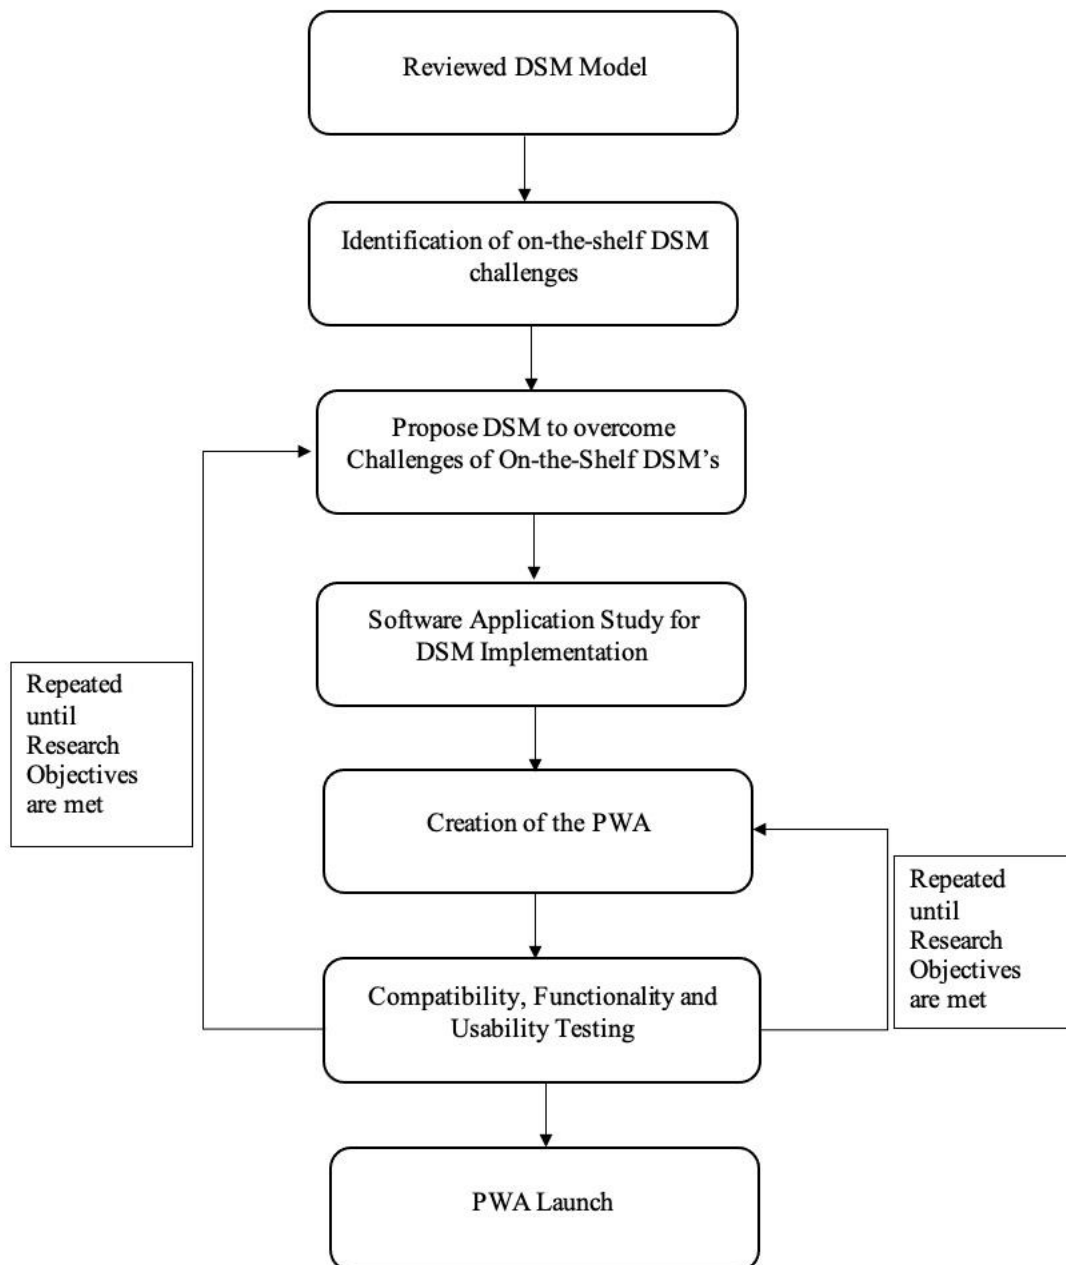 Reviewed DSM Model
Identification of on-the-shelf DSM
challenges
Propose DSM to overcome
Challenges of On-the-Shelf DSM’s
Software Application Study for
DSM Implementation
Repeated
until
Research
Objectives
are met
Creation of the PWA
Repeated
until
Research
Objectives
are met
Compatibility, Functionality and
Usability Testing
PWA Launch